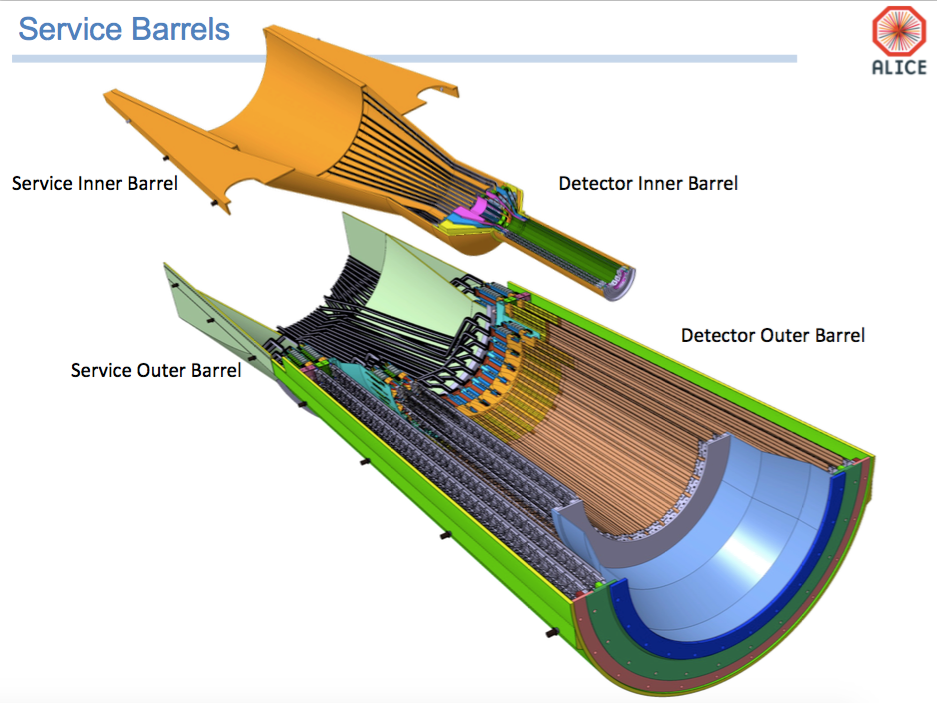 Service Barrels
ALICE
Service Inner Barrel
Detector Inner Barrel
Detector Outer Barrel
Service Outer Barrel